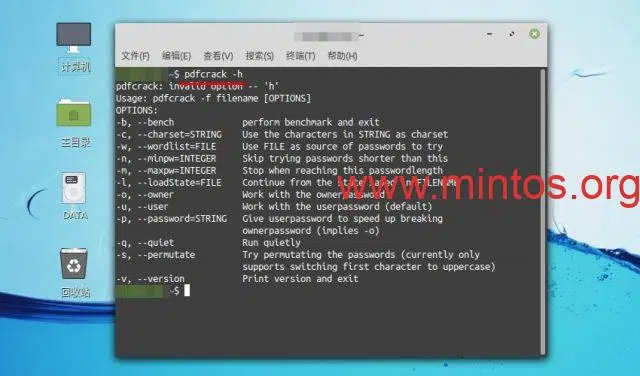 ~
文件(F) 编辑(E) 查看(V) 搜索(S) 终端(T) 帮助(H)
~$ pdfcrack -h
pdfcrack: invalid option -- 'h'
Usage: pdfcrack -f filename [OPTIONS]
OPTIONS:
-b, --bench perform benchmark and exit
-c, --charset=STRING Use the characters in STRING as charset
-w, --wordlist=FILE Use FILE as source of passwords to try
-n, --minpw=INTEGER Skip trying passwords shorter than this
-m, --maxpw=INTEGER Stop when reaching this passwordlength
-l, --loadState=FILE Continue from the state saved in FILENAME
-o, --owner Work with the ownerpassword
-u, --user Work with the userpassword (default)
-p, --password=STRING Give userpassword to speed up breaking
ownerpassword (implies -o)
-q, --quiet Run quietly
-s, --permutate Try permutating the passwords (currently only
supports switching first character to uppercase)
-v, --version Print version and exit
~$
计算机
主目录
DATA
回收站
www.mintos.org